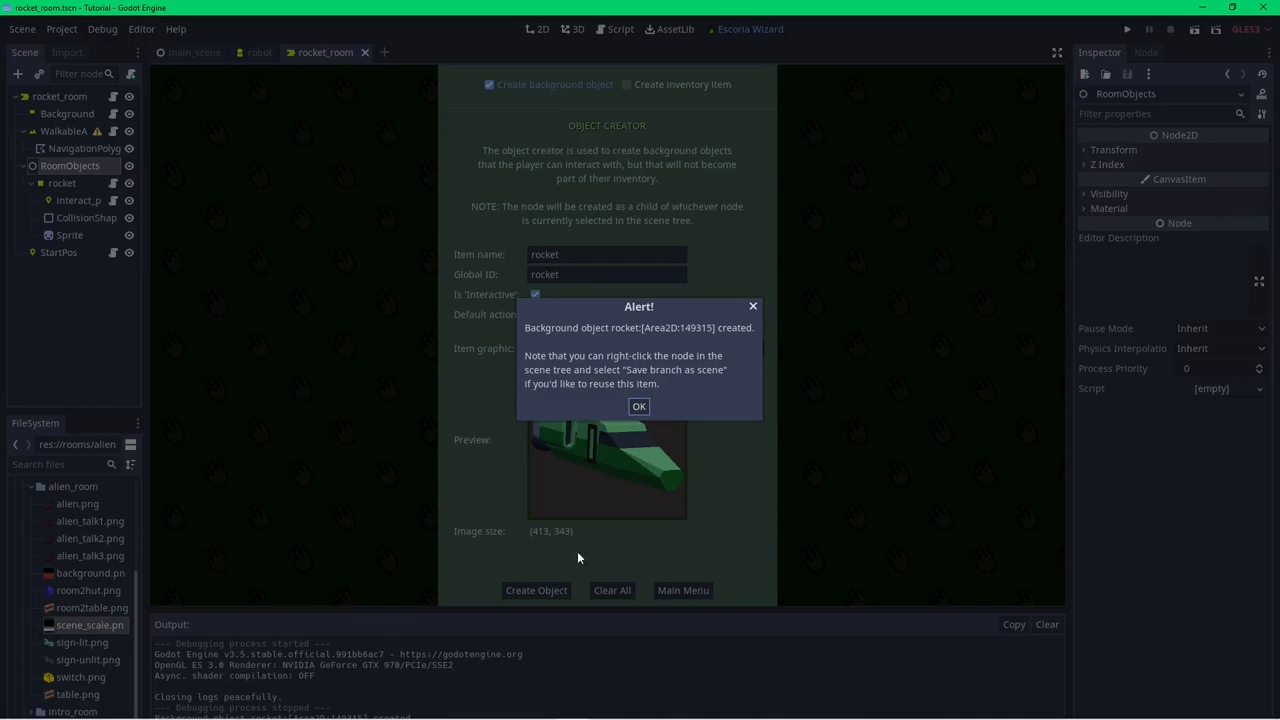 rocket_room.tscn - Tutorial - Godot Engine
Scene Project Debug Editor Help
2D 3D Script AssetLib Escoria Wizard
GLES3
Scene Import
main_scene robot rocket_room
Inspector Node
Filter node
rocket_room
Background
WalkableA
NavigationPolyg
RoomObjects
rocket
interact_p
CollisionShap
Sprite
StartPos
Create background object Create inventory item
OBJECT CREATOR
The object creator is used to create background objects
that the player can interact with, but that will not become
part of their inventory.
NOTE: The node will be created as a child of whichever node
is currently selected in the scene tree.
Item name: rocket
Global ID: rocket
Is 'Interactive':
Default action
Item graphic:
Alert!
Background object rocket:[Area2D:149315] created.
Note that you can right-click the node in the
scene tree and select "Save branch as scene"
if you'd like to reuse this item.
OK
Preview:
Image size: (413, 343)
Create Object Clear All Main Menu
RoomObjects
Filter properties
Node2D
Transform
Z Index
CanvasItem
Visibility
Material
Node
Editor Description
Pause Mode Inherit
Physics Interpolatio Inherit
Process Priority 0
Script [empty]
FileSystem
res://rooms/alien
Search files
alien_room
alien.png
alien_talk1.png
alien_talk2.png
alien_talk3.png
background.pn
room2hut.png
room2table.png
scene_scale.pn
sign-lit.png
sign-unlit.png
switch.png
table.png
Intro_room
Output: Copy Clear
--- Debugging process started ---
Godot Engine v3.5.stable.official.991bb6ac7 - https://godotengine.org
OpenGL ES 3.0 Renderer: NVIDIA GeForce GTX 970/PCIe/SSE2
Async. shader compilation: OFF
Closing logs peacefully.
--- Debugging process stopped ---
Background object rocket:[Area2D:149315] created